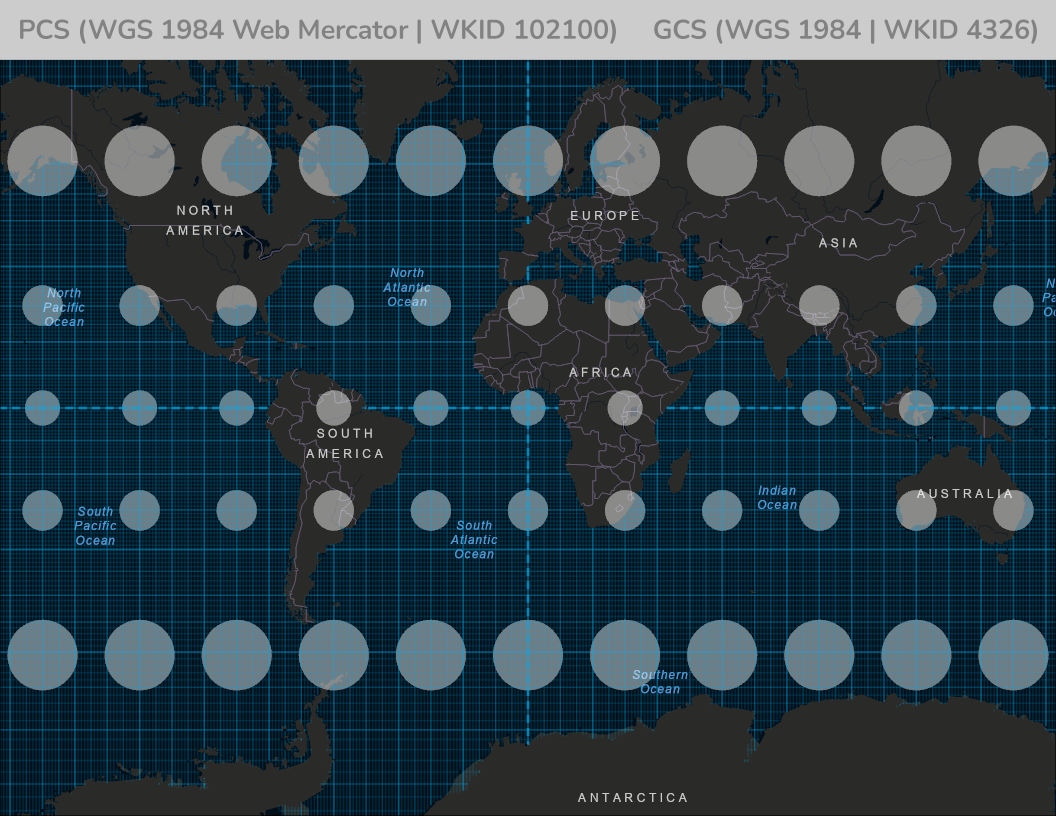 PCS (WGS 1984 Web Mercator | WKID 102100)
GCS (WGS 1984 | WKID 4326)
NORTH
AMERICA
EUROPE
ASIA
North
Pacific
Ocean
North
Atlantic
Ocean
AFRICA
SOUTH
AMERICA
South
Pacific
Ocean
South
Atlantic
Ocean
Indian
Ocean
AUSTRALIA
Southern
Ocean
ANTARCTICA